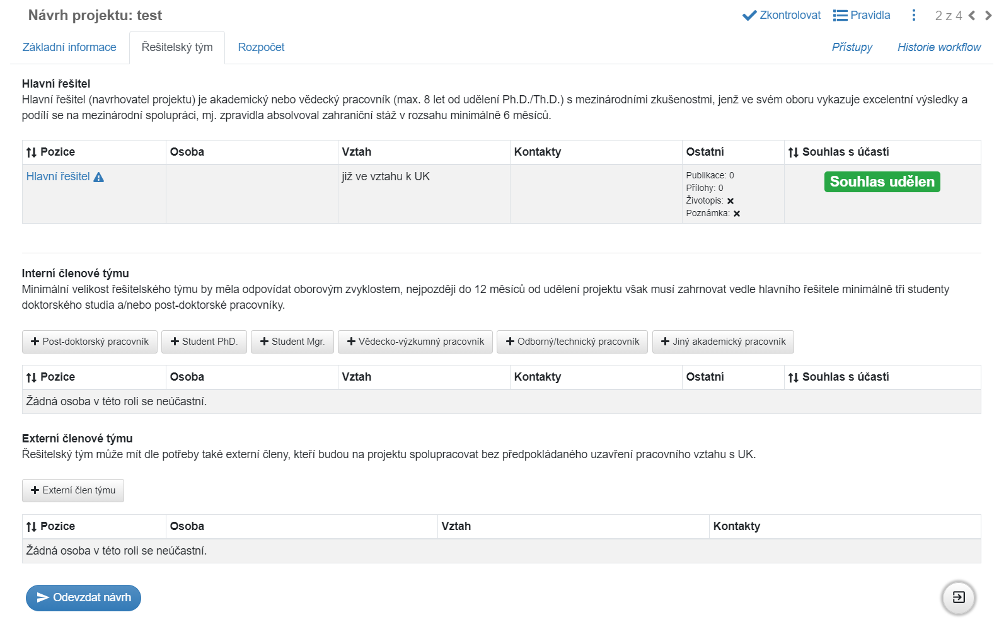 Návrh projektu: test
Zkontrolovat
Pravidla
2 z 4
Základní informace
Řešitelský tým
Rozpočet
Přístupy
Historie workflow
Hlavní řešitel
Hlavní řešitel (navrhovatel projektu) je akademický nebo vědecký pracovník (max. 8 let od udělení Ph.D./Th.D.) s mezinárodními zkušenostmi, jenž ve svém oboru vykazuje excelentní výsledky a
podílí se na mezinárodní spolupráci, mj. zpravidla absolvoval zahraniční stáž v rozsahu minimálně 6 měsíců.
Pozice Osoba Vztah Kontakty Ostatní Souhlas s účastí
Hlavní řešitel
již ve vztahu k UK
Publikace: 0
Přílohy: 0
Životopis:
Poznámka:
Souhlas udělen
Interní členové týmu
Minimální velikost řešitelského týmu by měla odpovídat oborovým zvyklostem, nejpozději do 12 měsíců od udělení projektu však musí zahrnovat vedle hlavního řešitele minimálně tři studenty
doktorského studia a/nebo post-doktorské pracovníky.
Post-doktorský pracovník
Student PhD.
Student Mgr.
Vědecko-výzkumný pracovník
Odborný/technický pracovník
Jiný akademický pracovník
Pozice Osoba Vztah Kontakty Ostatní Souhlas s účastí
Žádná osoba v této roli se neúčastní.
Externí členové týmu
Řešitelský tým může mít dle potřeby také externí členy, kteří budou na projektu spolupracovat bez předpokládaného uzavření pracovního vztahu s UK.
Externí člen týmu
Pozice Osoba Vztah Kontakty
Žádná osoba v této roli se neúčastní.
Odevzdat návrh